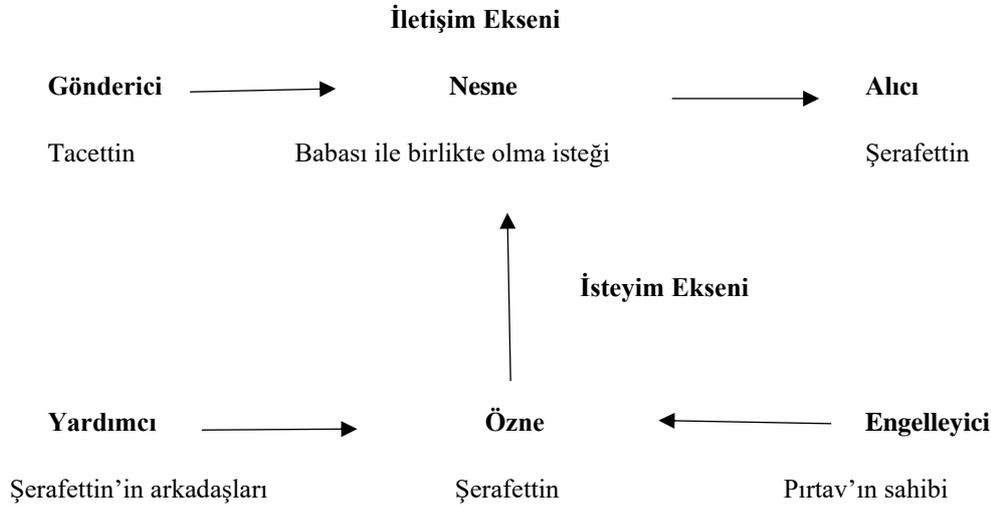 İletişim Ekseni
Gönderici Nesne Alıcı
Tacettin Babası ile birlikte olma isteği Şerafettin
İsteyim Ekseni
Yardımcı Özne Engelleyici
Şerafettin’in arkadaşları Şerafettin Pırtav’ın sahibi